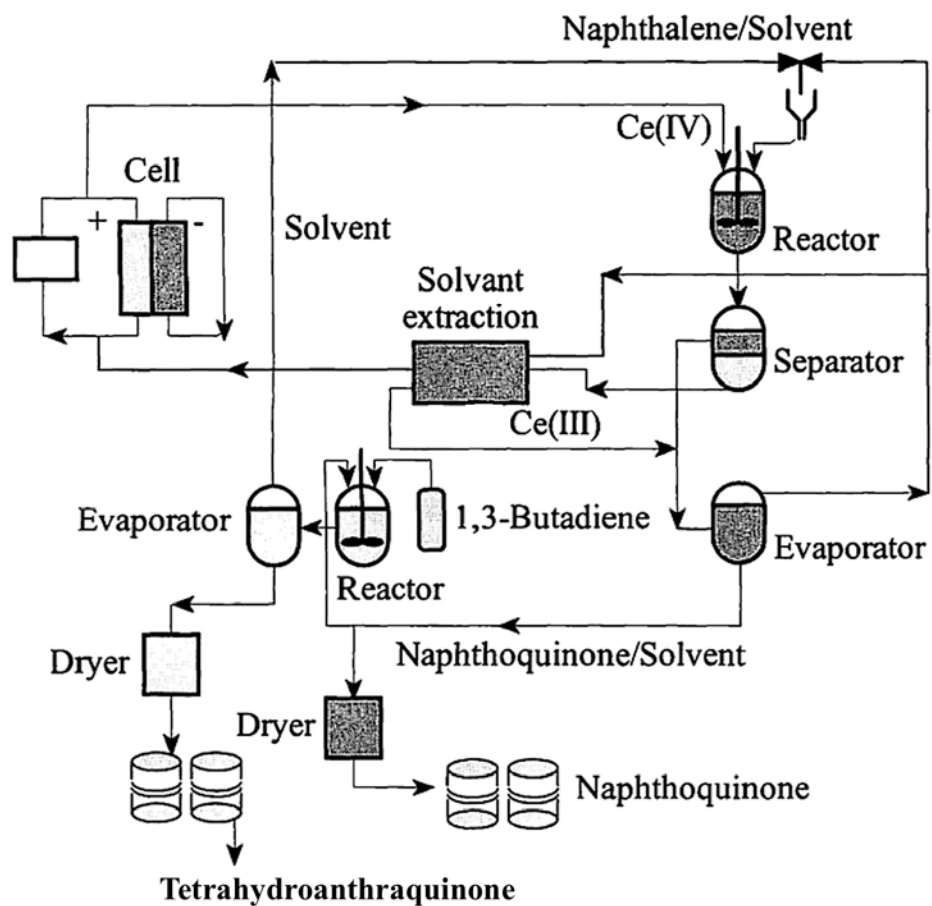 Naphthalene/Solvent
Ce(IV)
Cell
+
-
Solvent
Reactor
Solvant
extraction
Separator
Ce(III)
Evaporator
1,3-Butadiene
Evaporator
Reactor
Naphthoquinone/Solvent
Dryer
Dryer
Naphthoquinone
Tetrahydroanthraquinone